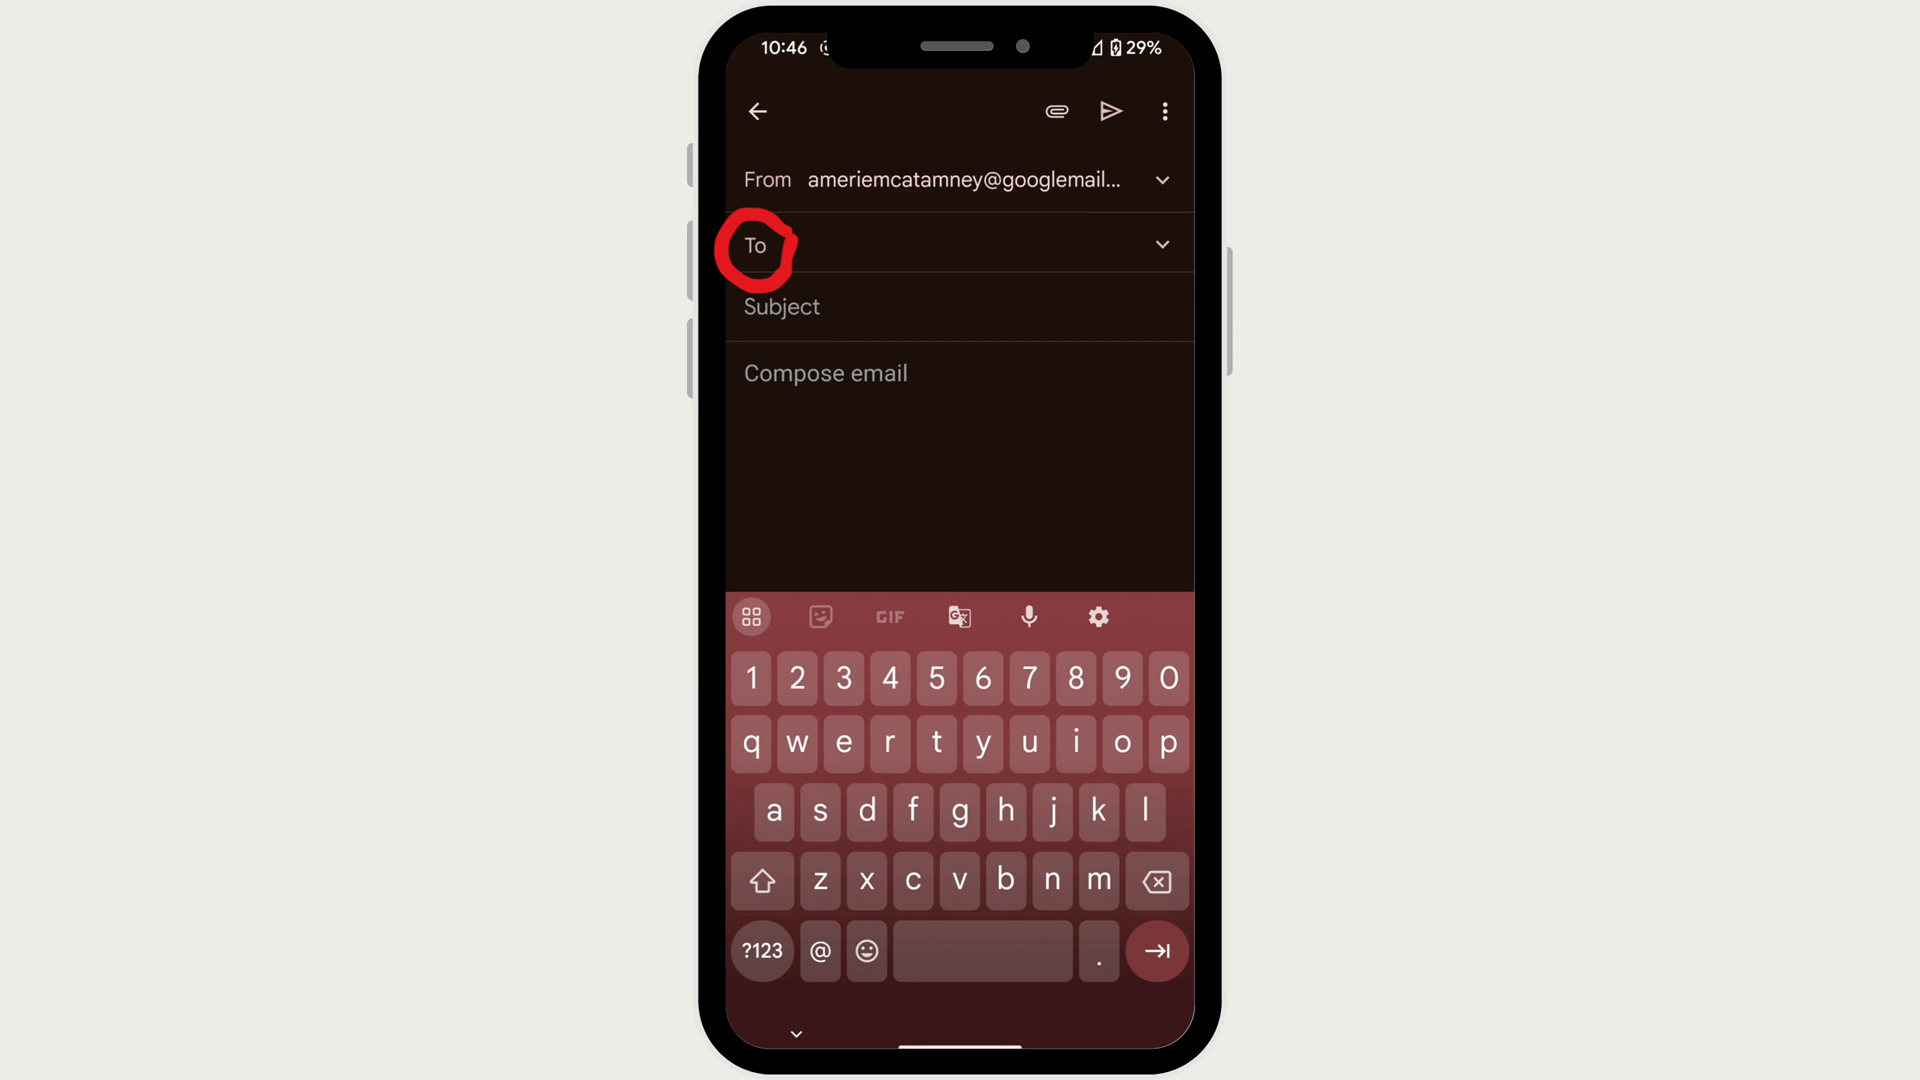 10:46 29%
From ameriemcatamney@googlemail...
To
Subject
Compose email
GIF
1 2 3 4 5 6 7 8 9 0
q w e r t y u i o p
a s d f g h j k l
z x c v b n m
?123 @ .